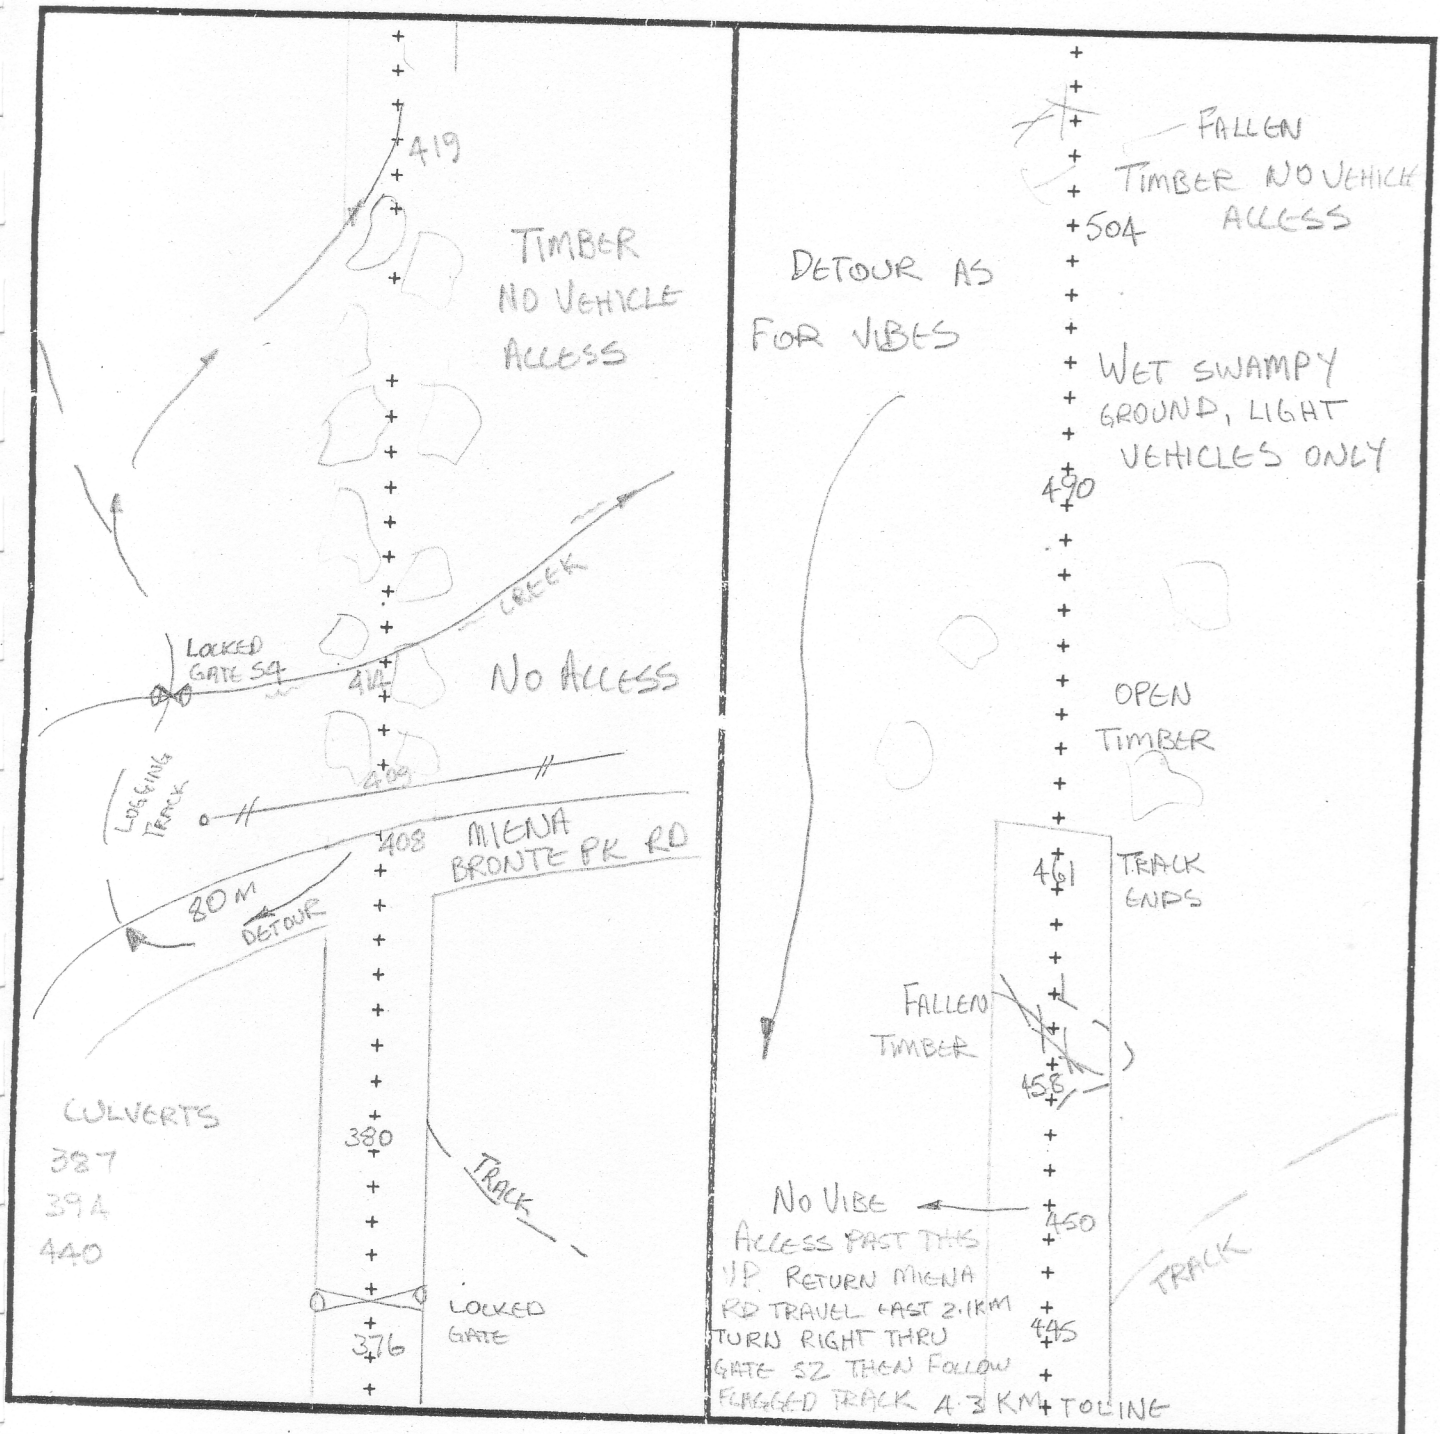 419
TIMBER
NO VEHICLE
ACCESS
CREEK
LOCKED
GATE S4
414
NO ACCESS
LOGGING
TRACK
409
408
MIENA
BRONTE PK RD
80M
DETOUR
CULVERTS
387
394
440
380
TRACK
LOCKED
GATE
376
FALLEN
TIMBER NO VEHICLE
ACCESS
504
DETOUR AS
FOR VIBES
WET SWAMPY
GROUND, LIGHT
VEHICLES ONLY
490
OPEN
TIMBER
461
TRACK
ENDS
FALLEN
TIMBER
458
NO VIBE
450
ACCESS PAST THIS
VP. RETURN MIENA
RD TRAVEL EAST 2.1KM
TURN RIGHT THRU
GATE S2 THEN FOLLOW
FLAGGED TRACK 4.3 KM TO LINE
TRACK
445